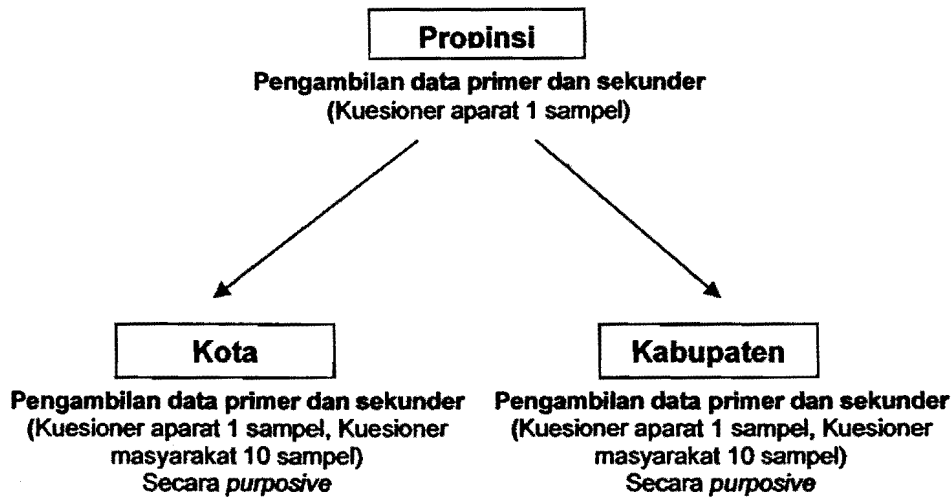 Propinsi
Pengambilan data primer dan sekunder
(Kuesioner aparat 1 sampel)
Kota
Pengambilan data primer dan sekunder
(Kuesioner aparat 1 sampel, Kuesioner
masyarakat 10 sampel)
Secara purposive
Kabupaten
Pengambilan data primer dan sekunder
(Kuesioner aparat 1 sampel, Kuesioner
masyarakat 10 sampel)
Secara purposive